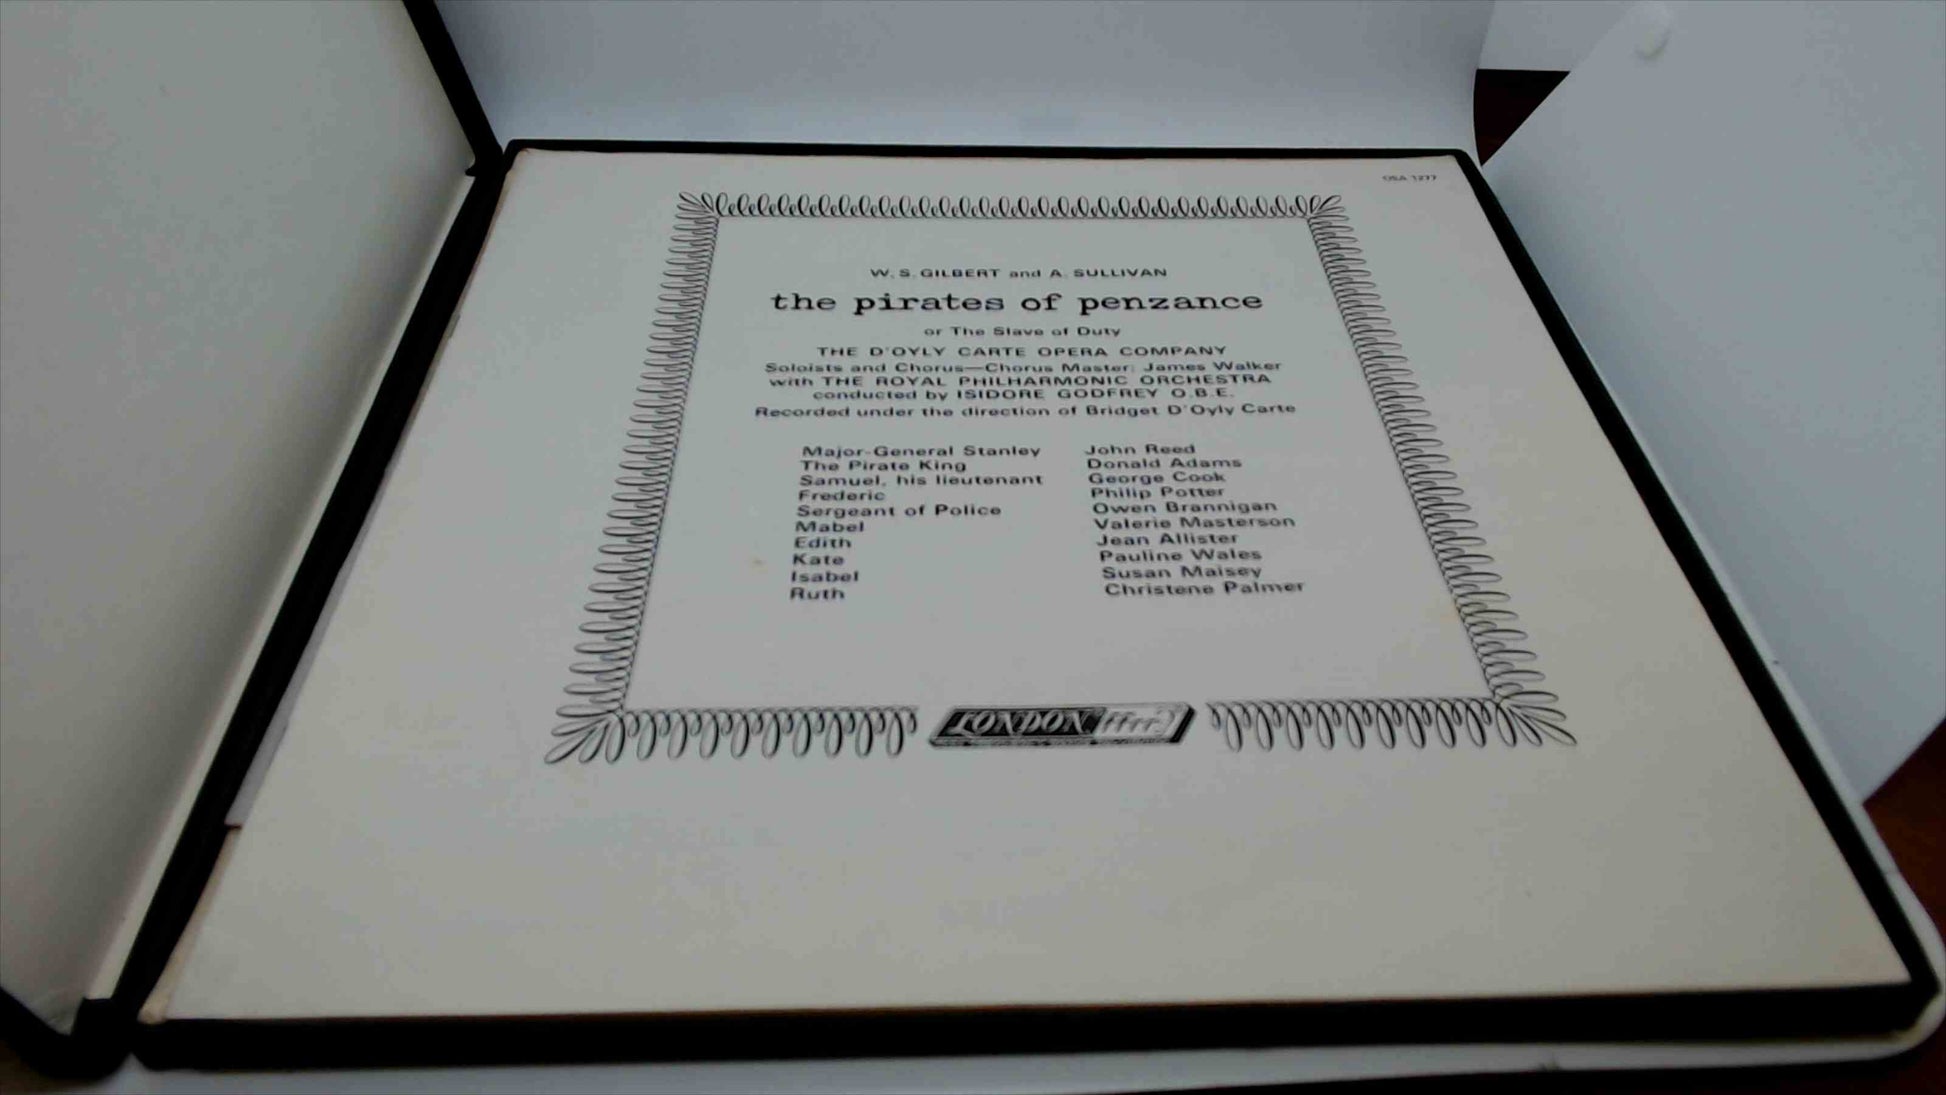 OSA 1277
W. S. GILBERT and A. SULLIVAN
the pirates of penzance
or The Slave of Duty
THE D'OYLY CARTE OPERA COMPANY
Soloists and Chorus—Chorus Master: James Walker
with THE ROYAL PHILHARMONIC ORCHESTRA
conducted by ISIDORE GODFREY O.B.E.
Recorded under the direction of Bridget D'Oyly Carte
Major-General Stanley John Reed
The Pirate King Donald Adams
Samuel, his lieutenant George Cook
Frederic Philip Potter
Sergeant of Police Owen Brannigan
Mabel Valerie Masterson
Edith Jean Allister
Kate Pauline Wales
Isabel Susan Maisey
Ruth Christene Palmer
LONDON ffrr